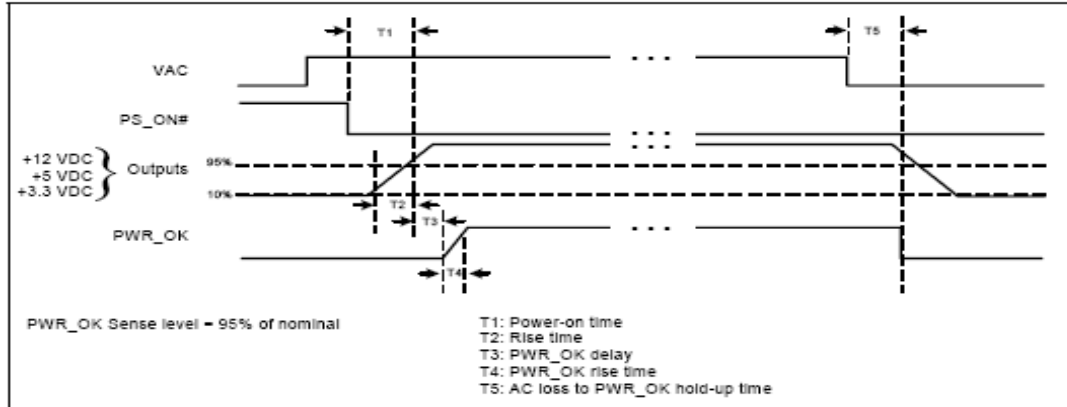 T1
T5
VAC
. . .
PS_ON#
+12 VDC
+5 VDC
+3.3 VDC
Outputs
95%
10%
T2
T3
PWR_OK
T4
PWR_OK Sense level = 95% of nominal
T1: Power-on time
T2: Rise time
T3: PWR_OK delay
T4: PWR_OK rise time
T5: AC loss to PWR_OK hold-up time